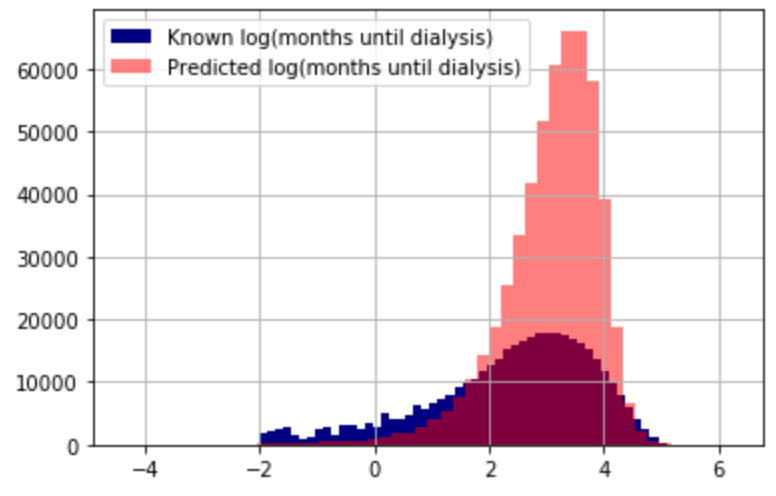 Known log(months until dialysis)
Predicted log(months until dialysis)
60000
50000
40000
30000
20000
10000
0
−4 −2 0 2 4 6